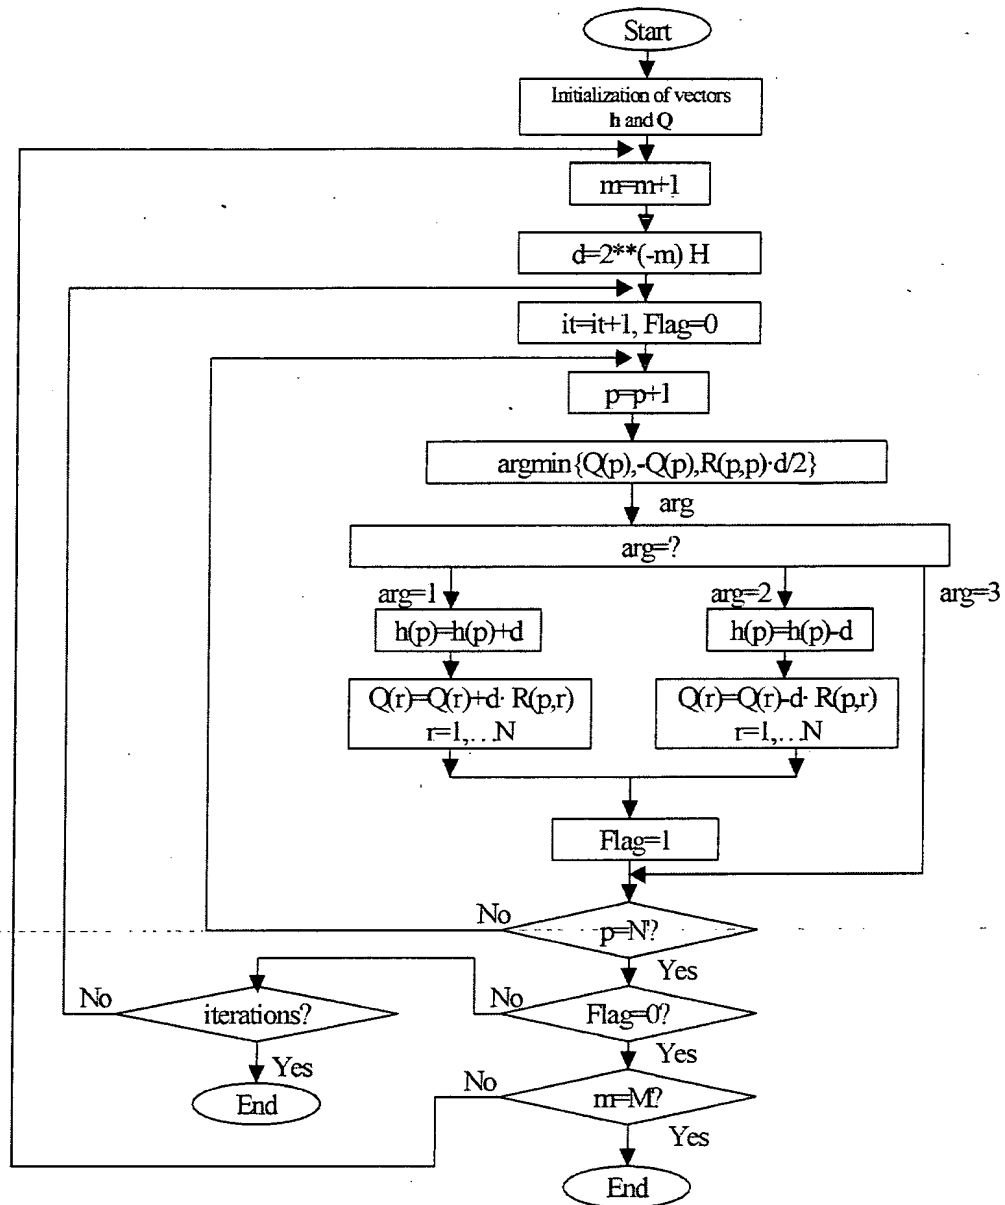 Start
Initialization of vectors
h and Q
m=m+1
d=2**(-m) H
it=it+1, Flag=0
p=p+1
argmin{Q(p),-Q(p),R(p,p)·d/2}
arg
arg=?
arg=1
arg=2
arg=3
h(p)=h(p)+d
h(p)=h(p)-d
Q(r)=Q(r)+d· R(p,r)
r=1,…N
Q(r)=Q(r)-d· R(p,r)
r=1,…N
Flag=1
No
p=N?
Yes
No
iterations?
No
Flag=0?
Yes
Yes
End
No
m=M?
Yes
End